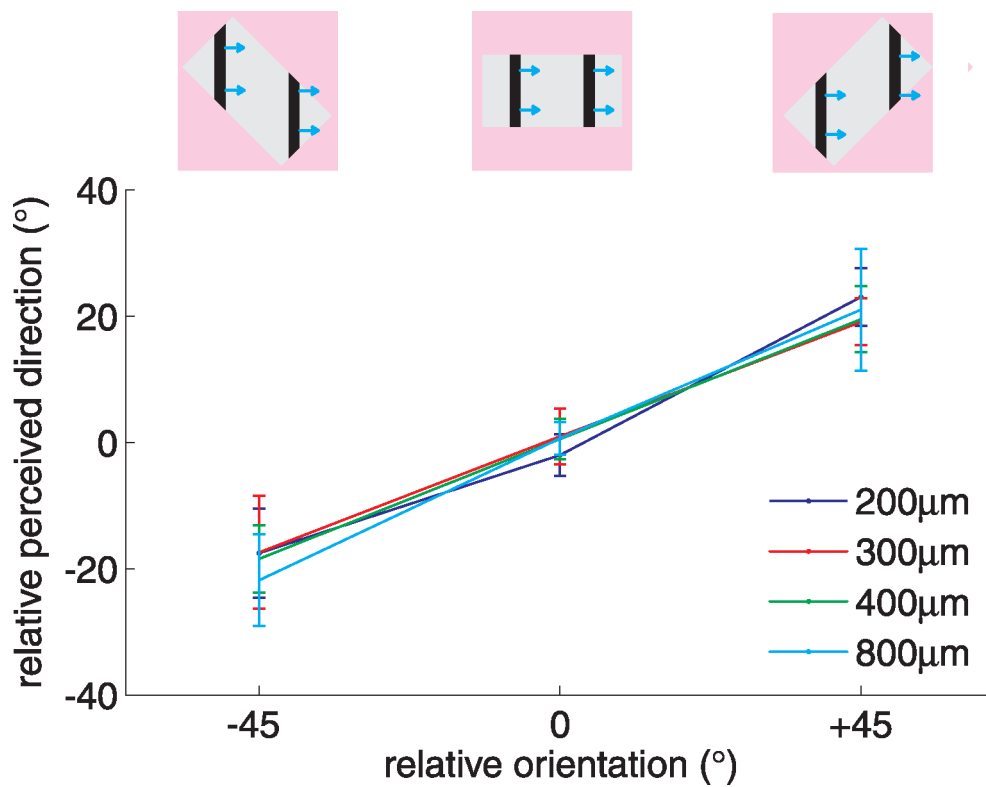 40
20
0
-20
-40
relative perceived direction (°)
200μm
300μm
400μm
800μm
-45
0
+45
relative orientation (°)